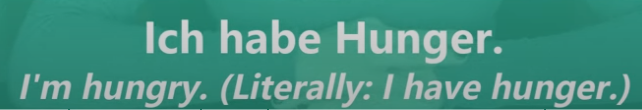 Ich habe Hunger.
I'm hungry. (Literally: I have hunger.)